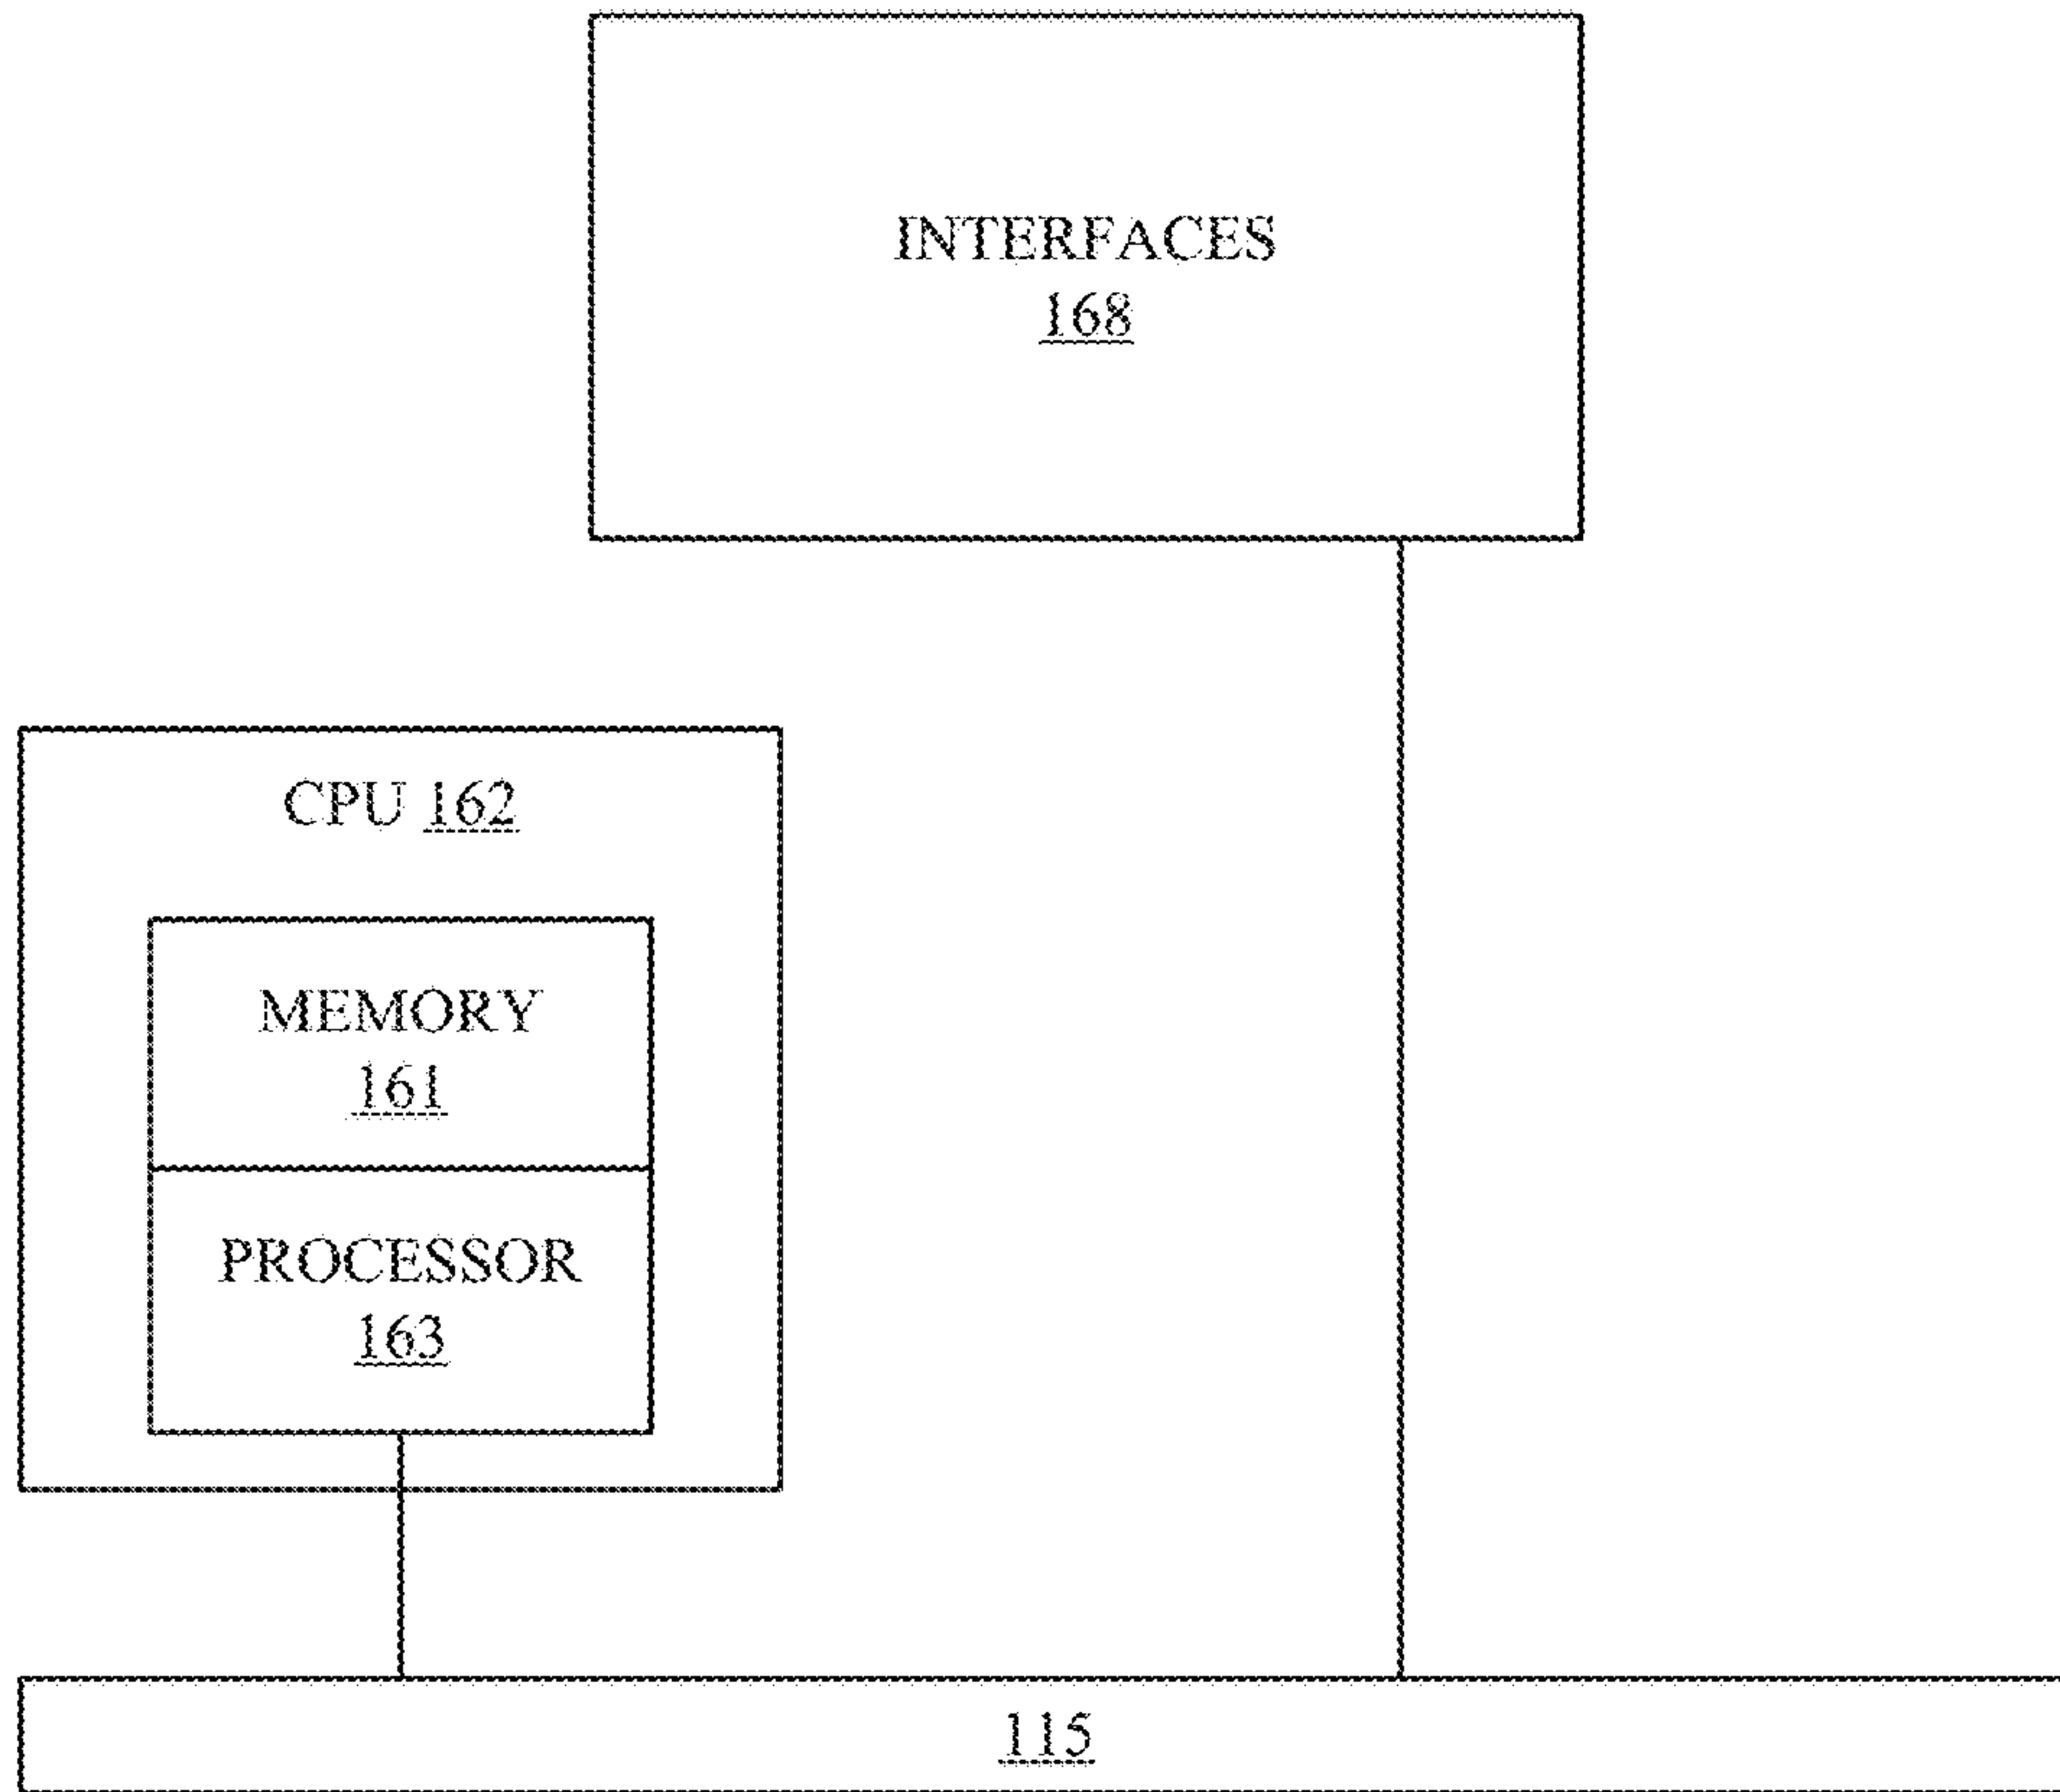 INTERFACES
168
CPU 162
MEMORY
161
PROCESSOR
163
115